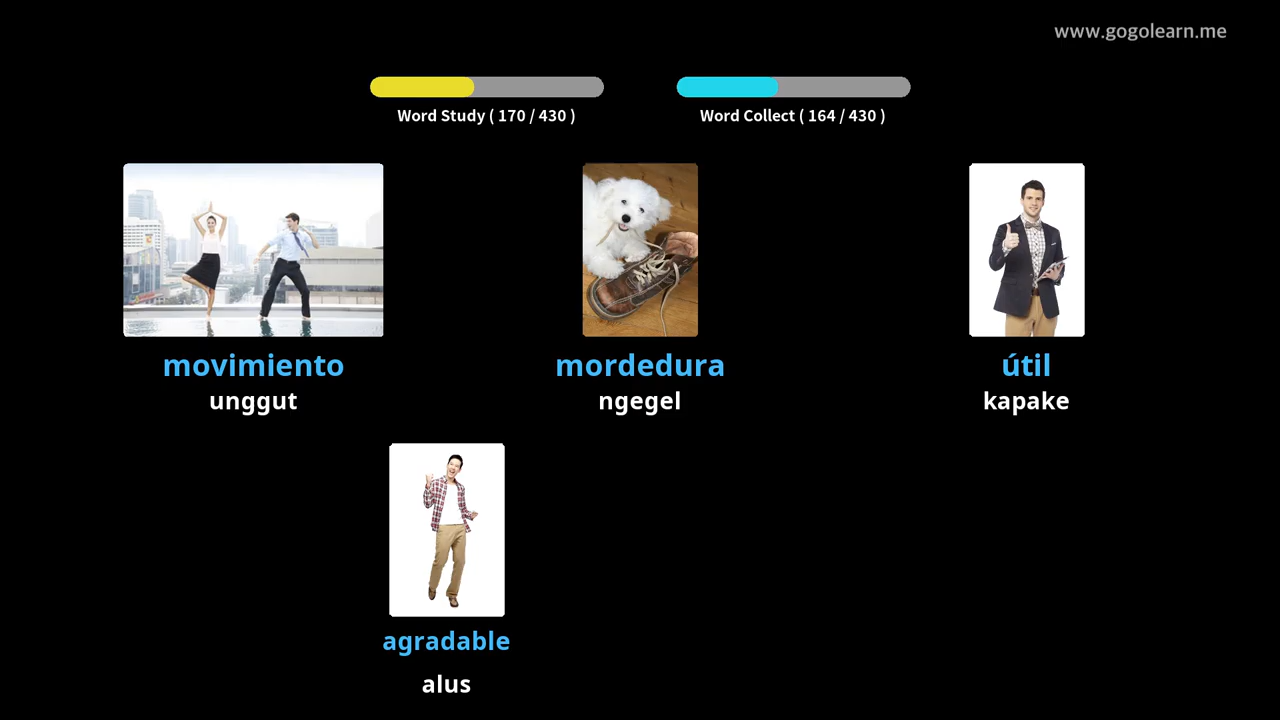 www.gogolearn.me
Word Study ( 170 / 430 )
Word Collect ( 164 / 430 )
movimiento
unggut
mordedura
ngegel
útil
kapake
agradable
alus